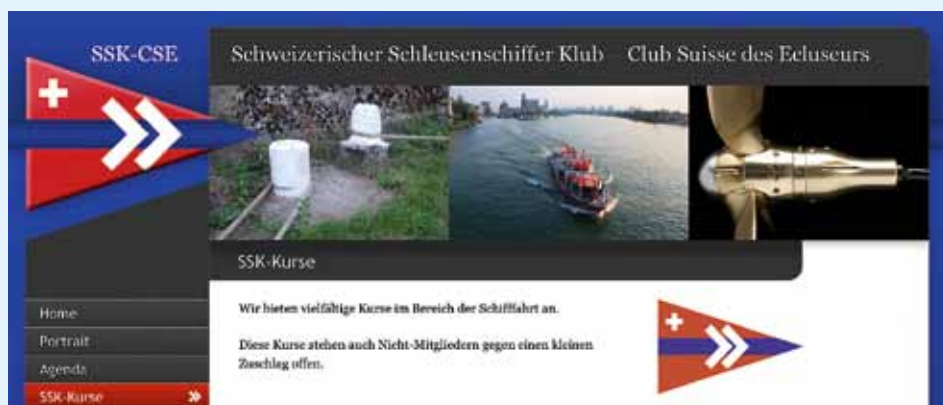 SSK-CSE
Schweizerischer Schleusenschiffer Klub Club Suisse des Ecluseurs
SSK-Kurse
Home
Portrait
Agenda
SSK-Kurse
Wir bieten vielfältige Kurse im Bereich der Schifffahrt an.
Diese Kurse stehen auch Nicht-Mitgliedern gegen einen kleinen
Zuschlag offen.